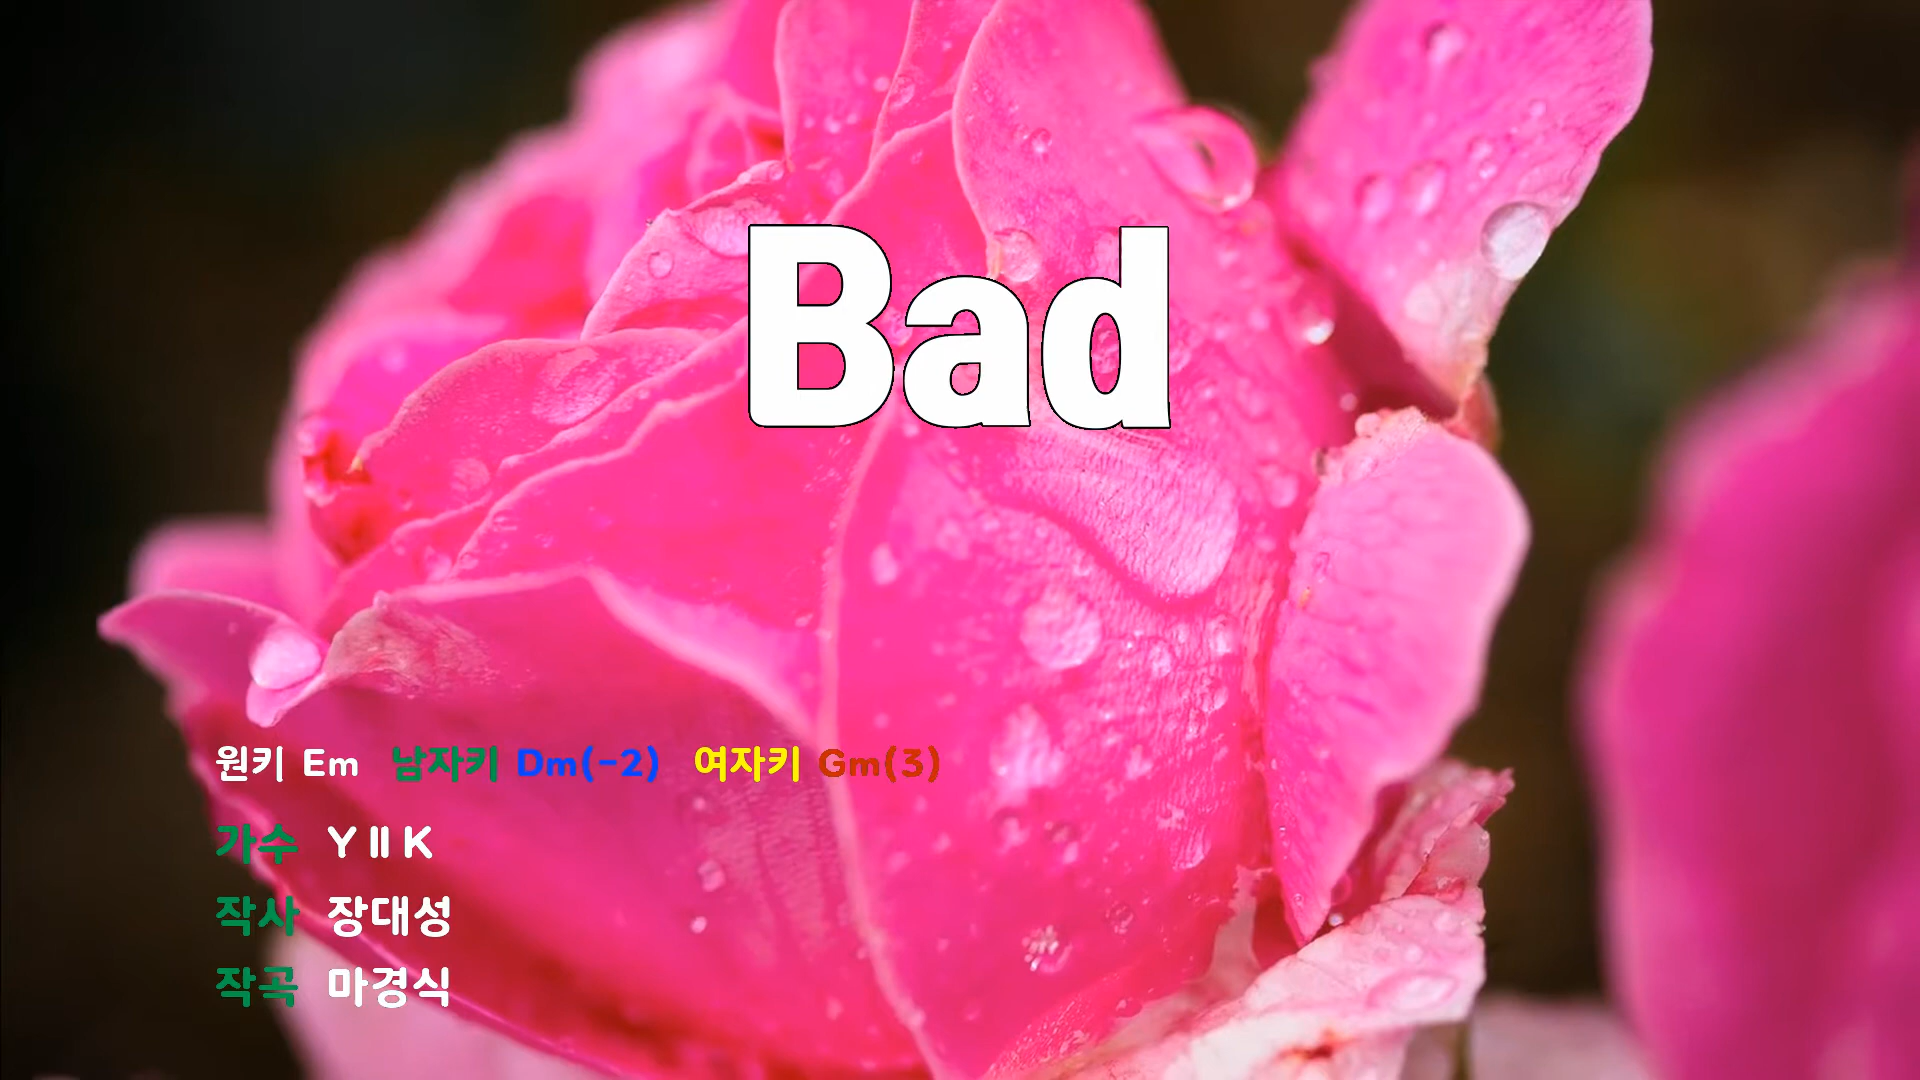 Bad
원키 Em 남자키 Dm(-2) 여자키 Gm(3)
가수 Y II K
작사 장대성
작곡 마경식